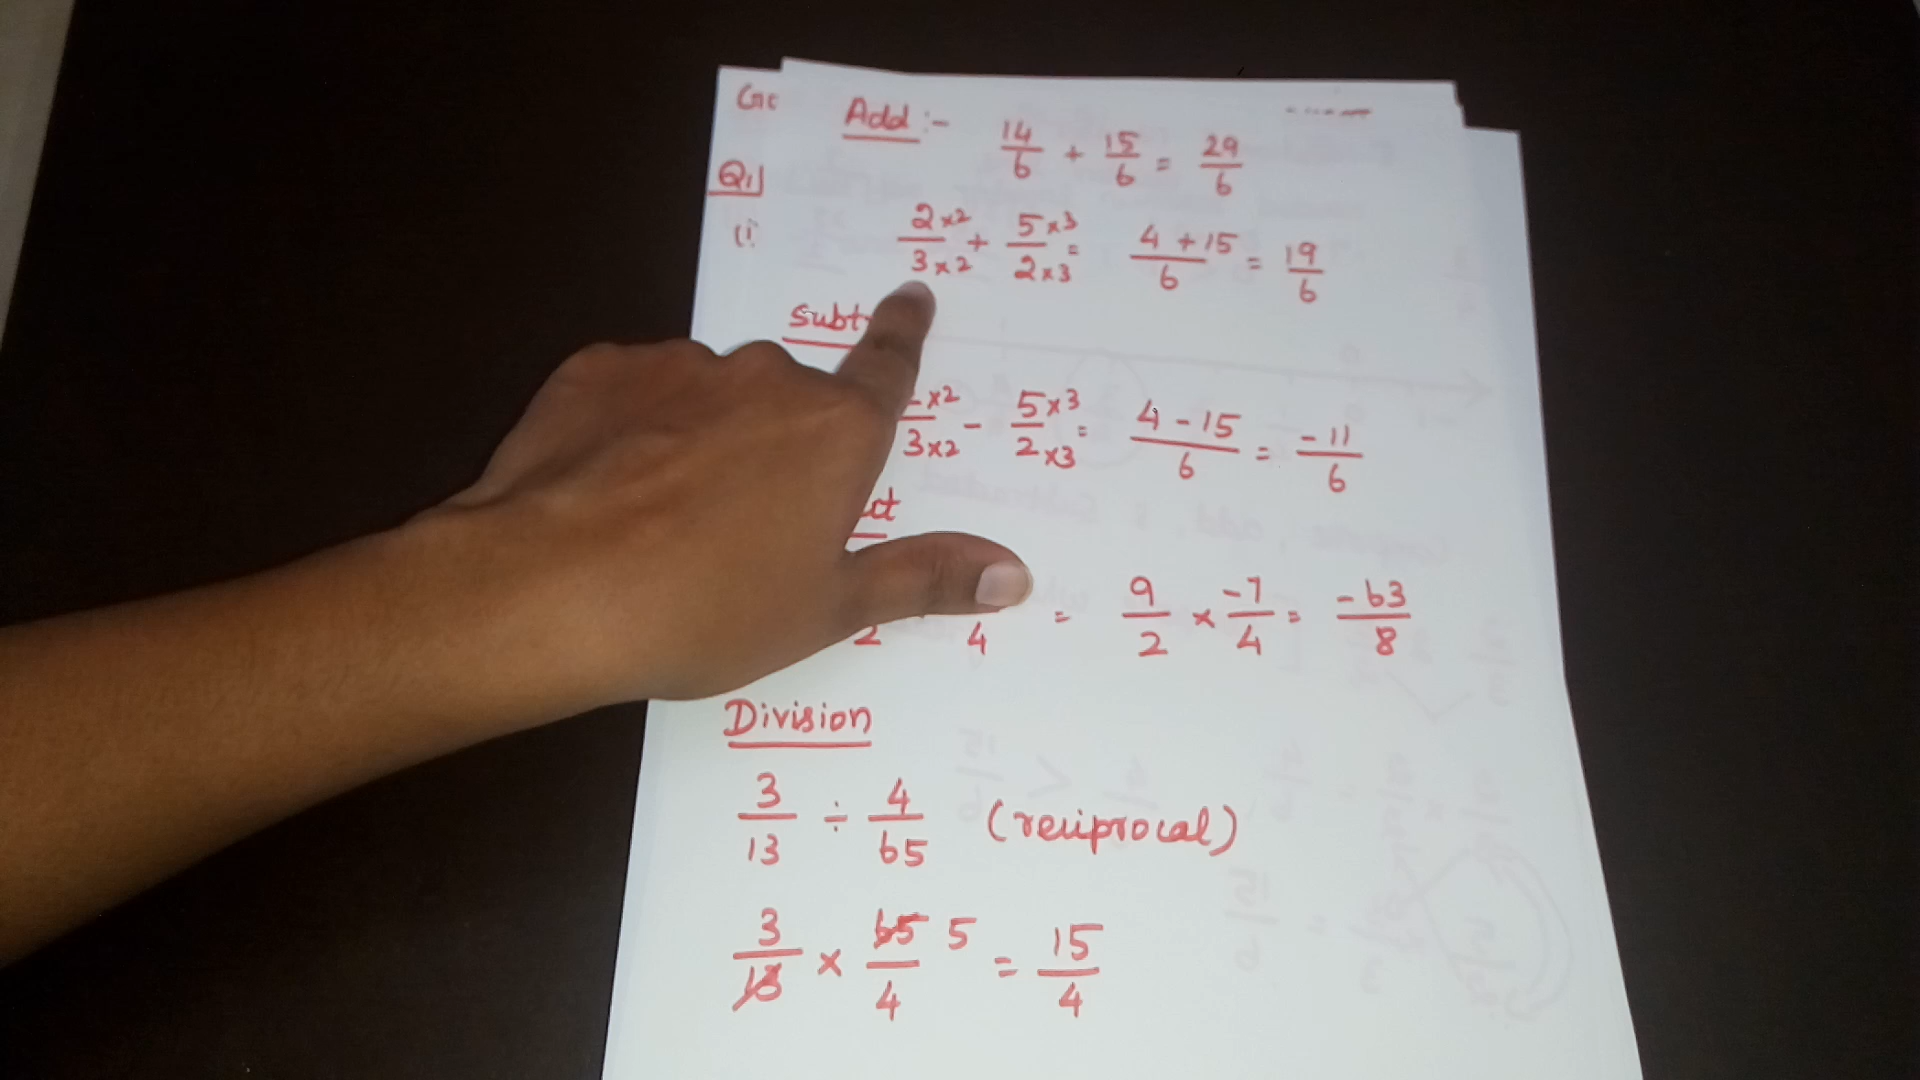 Add :- 14/6 + 15/6 = 29/6
Q1
(i 2×2/3×2 + 5×3/2×3 = 4 + 15/6 = 19/6
×2/3×2 - 5×3/2×3 = 4 - 15/6 = -11/6
2 4 = 9/2 × -7/4 = -63/8
Division
3/13 ÷ 4/65 (reciprocal)
3/13 × 65/4 5 = 15/4